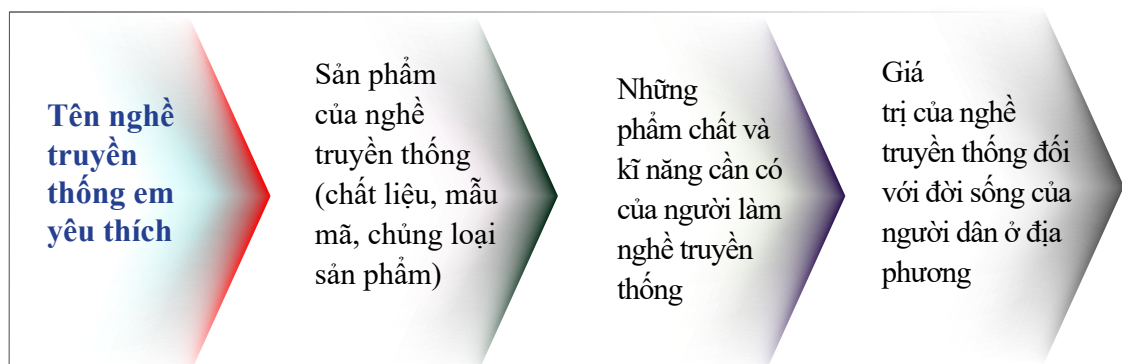 Tên nghề
truyền
thống em
yêu thích
Sản phẩm
của nghề
truyền thống
(chất liệu, mẫu
mã, chủng loại
sản phẩm)
Những
phẩm chất và
kĩ năng cần có
của người làm
nghề truyền
thống
Giá
trị của nghề
truyền thống đối
với đời sống của
người dân ở địa
phương